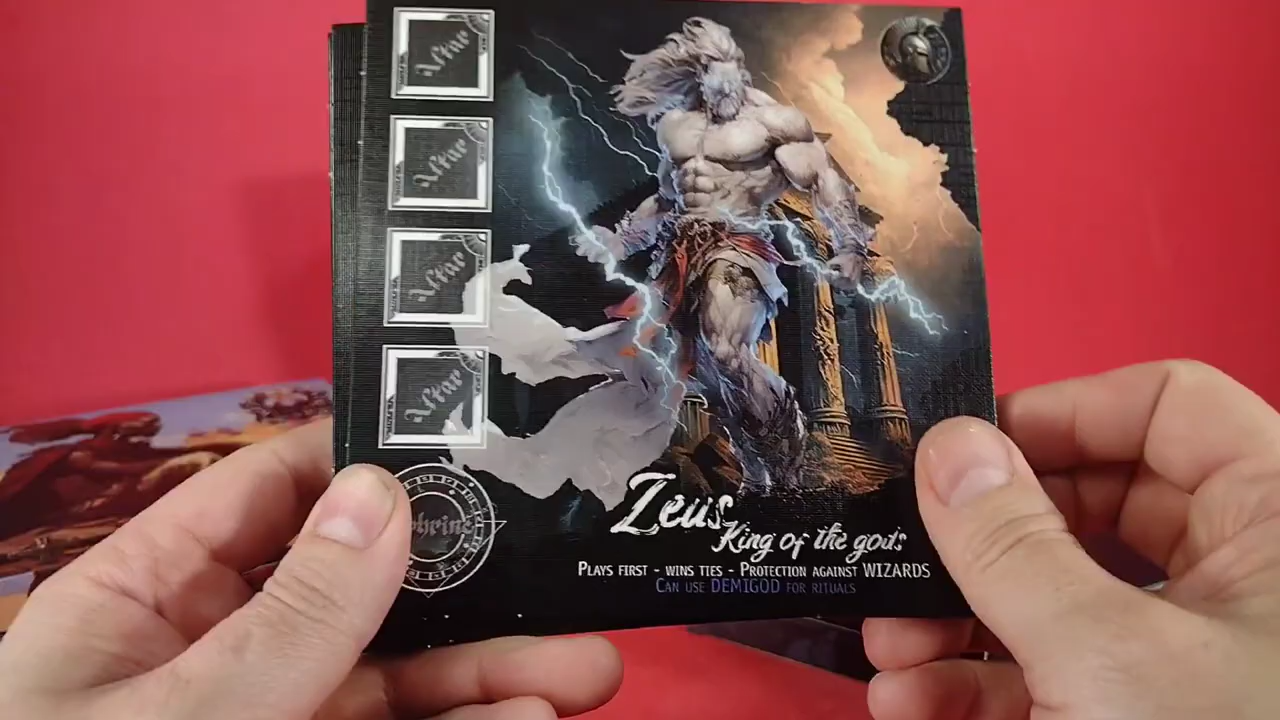 Altar
Altar
Altar
Altar
Zeus
King of the gods
PLAYS FIRST - WINS TIES - PROTECTION AGAINST WIZARDS
CAN USE DEMIGOD FOR RITUALS